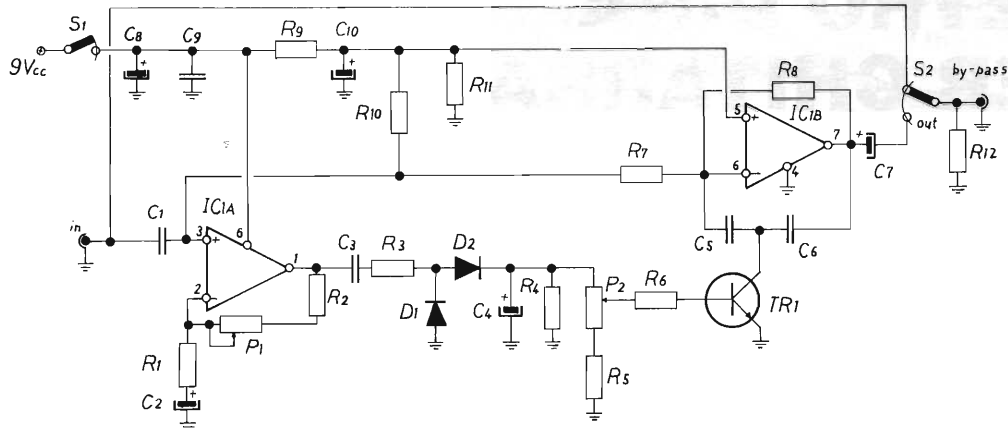 S1
C8
C9
R9
C10
9Vcc
+
+
R10
R11
R8
S2
by-pass
5
+
IC1B
7
+
out
R12
C7
6
-
4
R7
in
C1
IC1A
3
+
6
1
2
-
C3
R3
D2
R2
P1
D1
+
C4
R4
P2
R6
TR1
C5
C6
R1
+
C2
R5